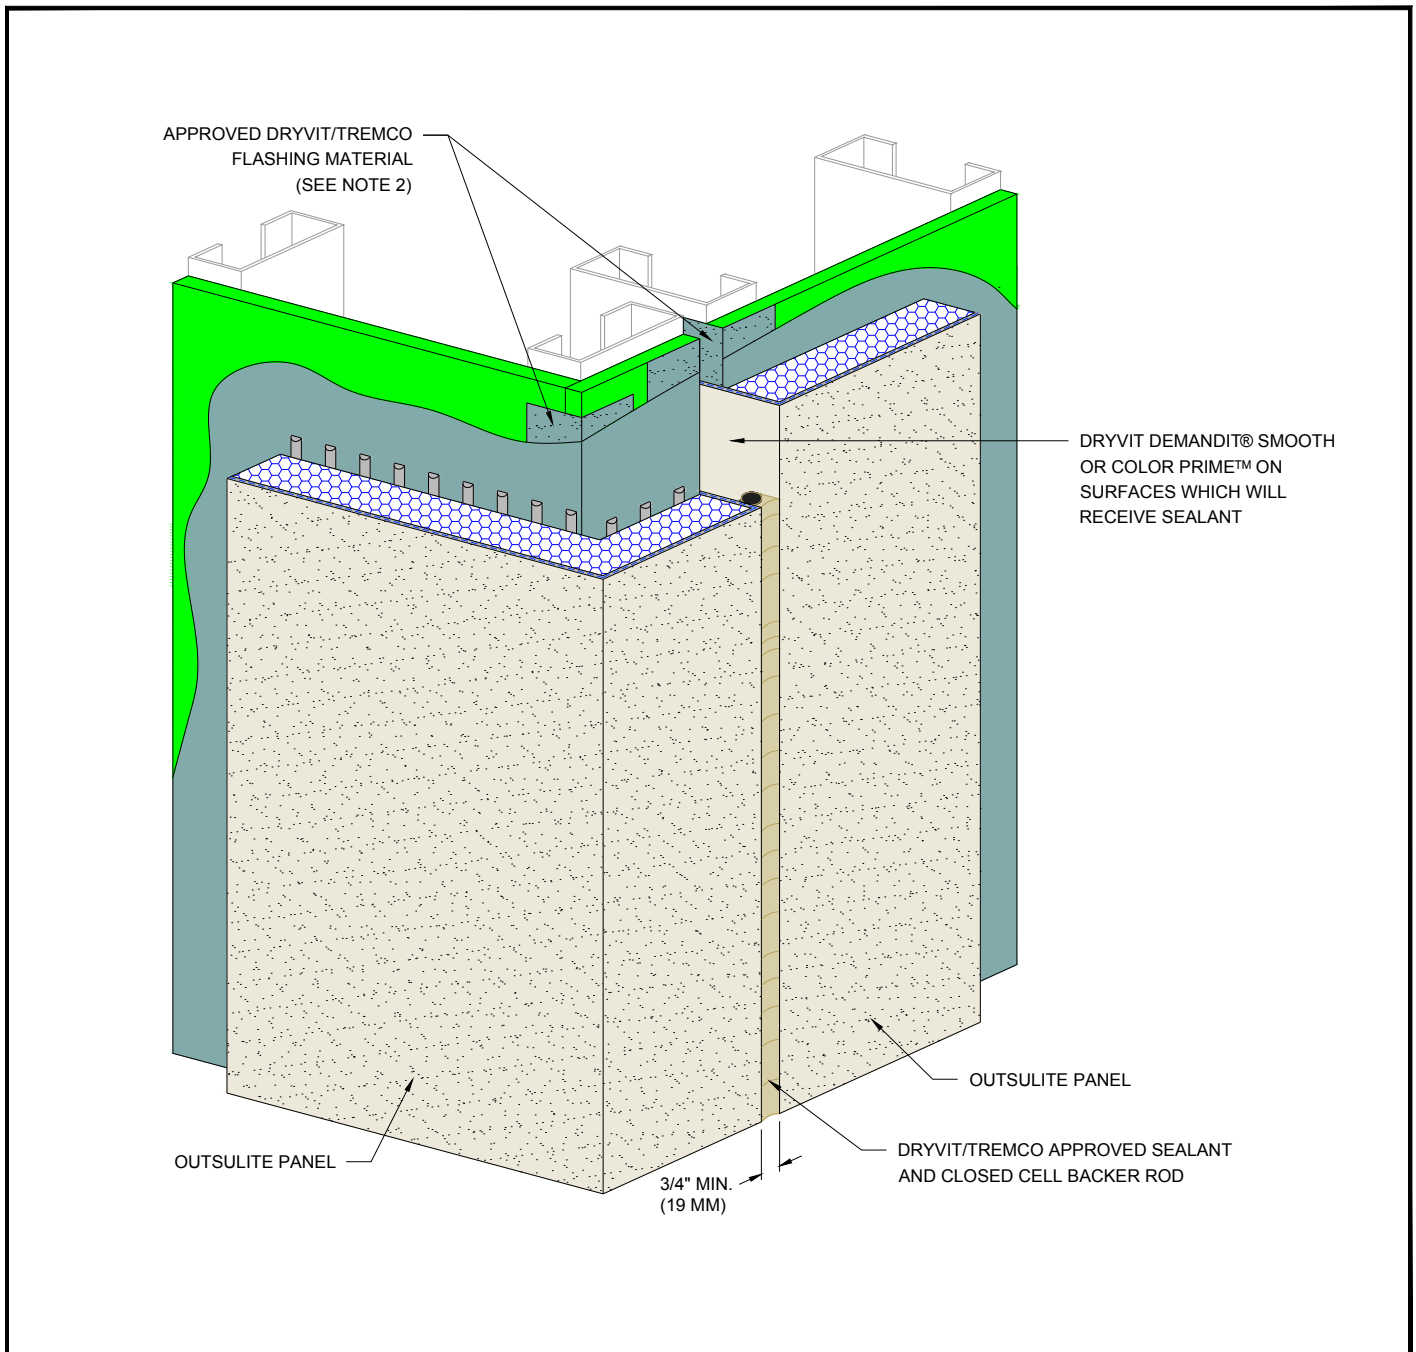 APPROVED DRYVIT/TREMCO
FLASHING MATERIAL
(SEE NOTE 2)
DRYVIT DEMANDIT® SMOOTH
OR COLOR PRIME™ ON
SURFACES WHICH WILL
RECEIVE SEALANT
OUTSULITE PANEL
DRYVIT/TREMCO APPROVED SEALANT
AND CLOSED CELL BACKER ROD
OUTSULITE PANEL
3/4" MIN.
(19 MM)